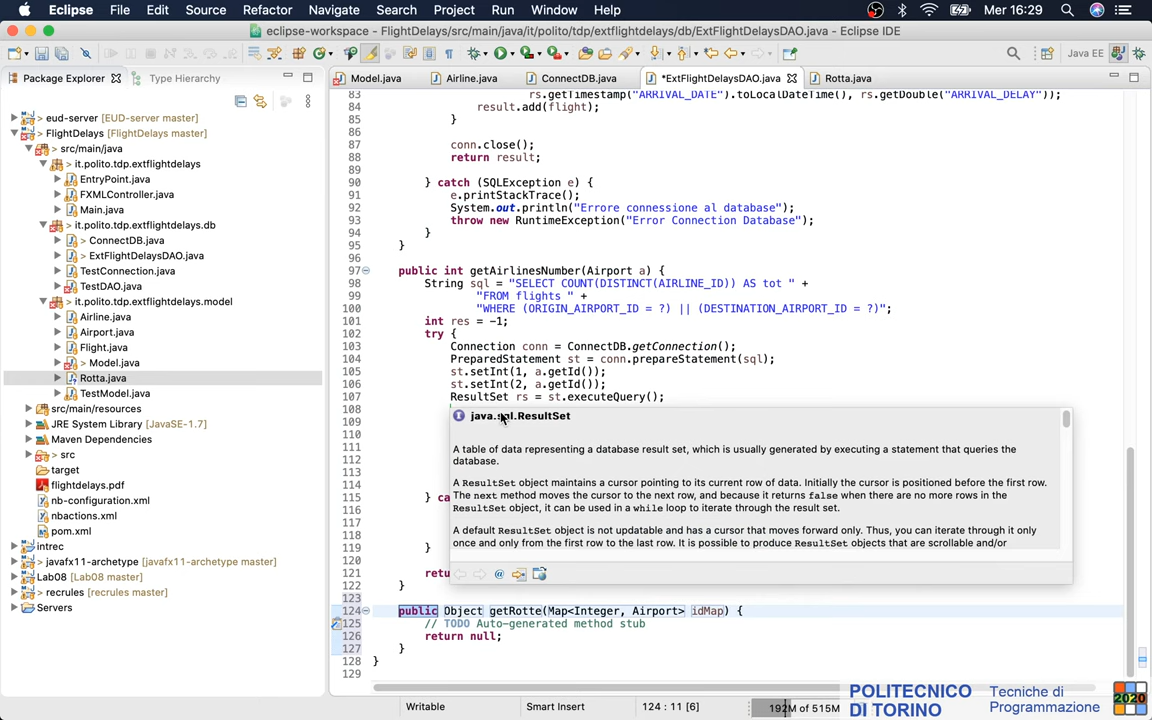 Eclipse File Edit Source Refactor Navigate Search Project Run Window Help Mer 16:29
eclipse-workspace - FlightDelays/src/main/java/it/polito/tdp/extflightdelays/db/ExtFlightDelaysDAO.java - Eclipse IDE
Java EE
Package Explorer Type Hierarchy
Model.java Airline.java ConnectDB.java *ExtFlightDelaysDAO.java Rotta.java
> eud-server [EUD-server master]
> FlightDelays [FlightDelays master]
> src/main/java
> it.polito.tdp.extflightdelays
EntryPoint.java
FXMLController.java
Main.java
> it.polito.tdp.extflightdelays.db
> ConnectDB.java
> ExtFlightDelaysDAO.java
TestConnection.java
TestDAO.java
> it.polito.tdp.extflightdelays.model
Airline.java
Airport.java
Flight.java
> Model.java
Rotta.java
TestModel.java
src/main/resources
JRE System Library [JavaSE-1.7]
Maven Dependencies
> src
target
flightdelays.pdf
nb-configuration.xml
nbactions.xml
pom.xml
intrec
> javafx11-archetype [javafx11-archetype master]
Lab08 [Lab08 master]
> recrules [recrules master]
Servers
83 rs.getTimestamp("ARRIVAL_DATE").toLocalDateTime(), rs.getDouble("ARRIVAL_DELAY"));
84 result.add(flight);
85 }
86
87 conn.close();
88 return result;
89
90 } catch (SQLException e) {
91 e.printStackTrace();
92 System.out.println("Errore connessione al database");
93 throw new RuntimeException("Error Connection Database");
94 }
95 }
96
97 public int getAirlinesNumber(Airport a) {
98 String sql = "SELECT COUNT(DISTINCT(AIRLINE_ID)) AS tot " +
99 "FROM flights " +
100 "WHERE (ORIGIN_AIRPORT_ID = ?) || (DESTINATION_AIRPORT_ID = ?)";
101 int res = -1;
102 try {
103 Connection conn = ConnectDB.getConnection();
104 PreparedStatement st = conn.prepareStatement(sql);
105 st.setInt(1, a.getId());
106 st.setInt(2, a.getId());
107 ResultSet rs = st.executeQuery();
108
109
110
111
112
113
114
115 } ca
116
117
118
119 }
120
121 retu
122 }
123
124 public Object getRotte(Map<Integer, Airport> idMap) {
125 // TODO Auto-generated method stub
126 return null;
127 }
128 }
129
java.sql.ResultSet
A table of data representing a database result set, which is usually generated by executing a statement that queries the
database.
A ResultSet object maintains a cursor pointing to its current row of data. Initially the cursor is positioned before the first row.
The next method moves the cursor to the next row, and because it returns false when there are no more rows in the
ResultSet object, it can be used in a while loop to iterate through the result set.
A default ResultSet object is not updatable and has a cursor that moves forward only. Thus, you can iterate through it only
once and only from the first row to the last row. It is possible to produce ResultSet objects that are scrollable and/or
Writable Smart Insert 124 : 11 [6] 192M of 515M
POLITECNICO
DI TORINO
Tecniche di
Programmazione
2020